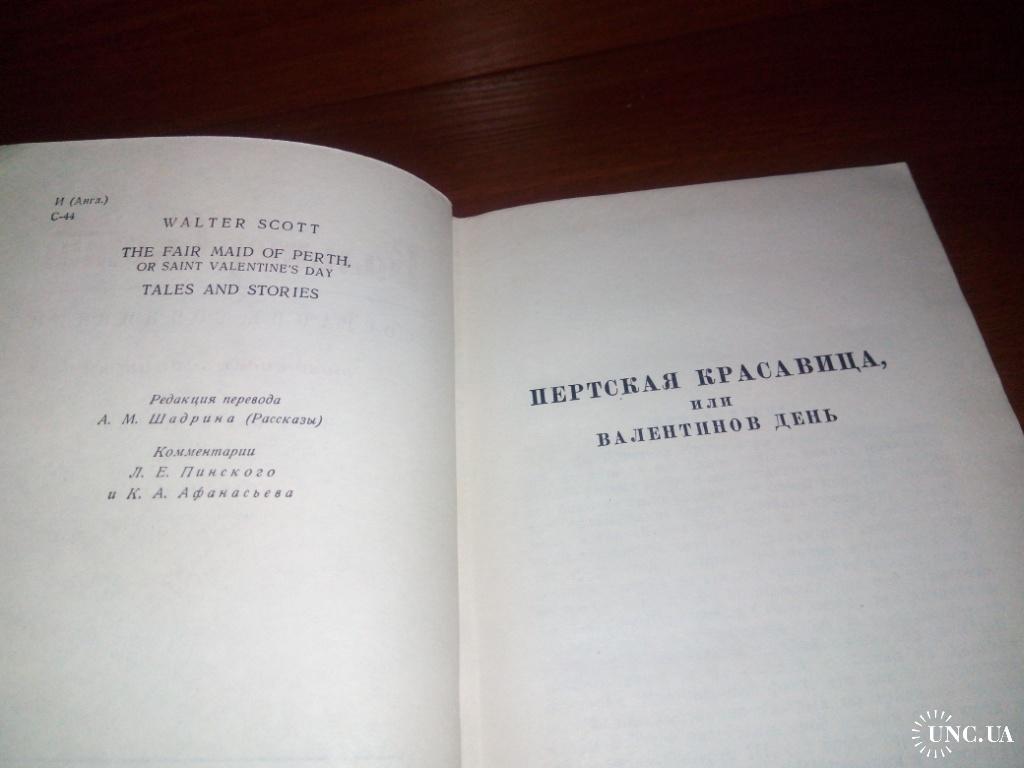 И (Англ.)
С-44
WALTER SCOTT
THE FAIR MAID OF PERTH,
OR SAINT VALENTINE'S DAY
TALES AND STORIES
Редакция перевода
А. М. Шадрина (Рассказы)
Комментарии
Л. Е. Пинского
и К. А. Афанасьева
ПЕРТСКАЯ КРАСАВИЦА,
ИЛИ
ВАЛЕНТИНОВ ДЕНЬ
UNC.UA